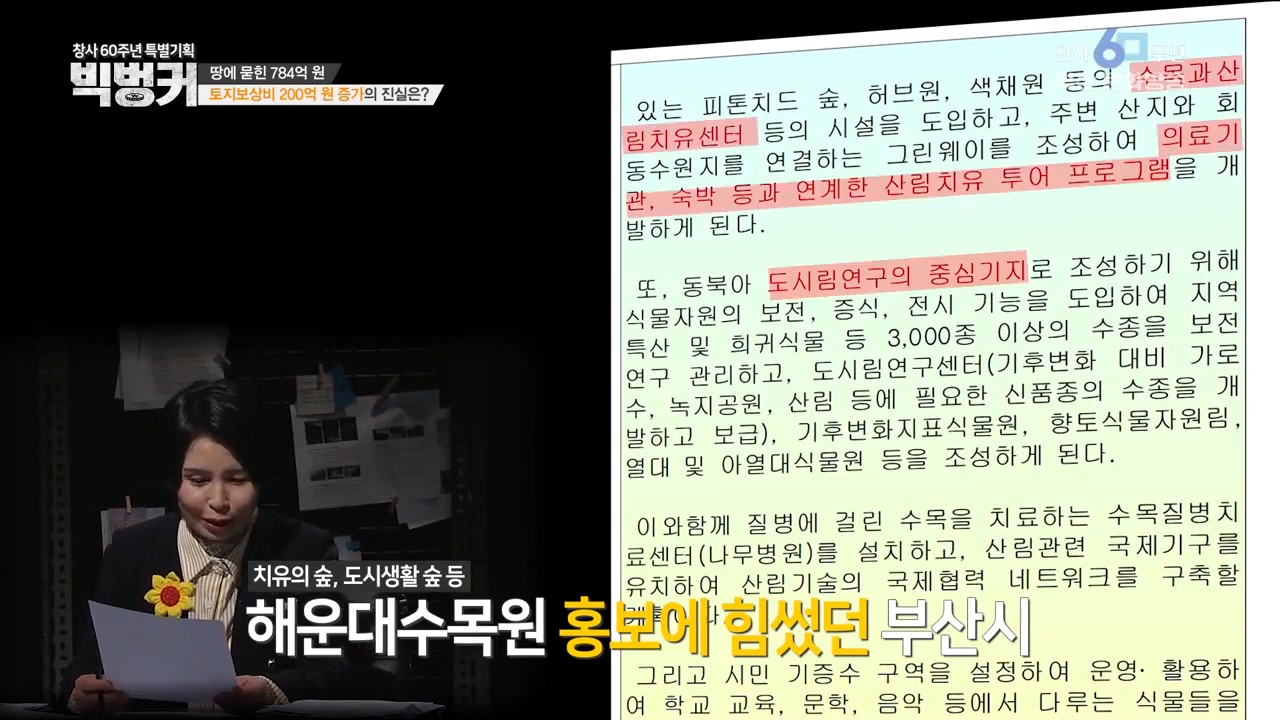 창사 60주년 특별기획
빅벙커
땅에 묻힌 784억 원
토지보상비 200억 원 증가의 진실은?
창사 60주년
있는 피톤치드 숲, 허브원, 색채원 등의 수목과산
림치유센터 등의 시설을 도입하고, 주변 산지와 회
동수원지를 연결하는 그린웨이를 조성하여 의료기
관, 숙박 등과 연계한 산림치유 투어 프로그램을 개
발하게 된다.
또, 동북아 도시림연구의 중심기지로 조성하기 위해
식물자원의 보전, 증식, 전시 기능을 도입하여 지역
특산 및 희귀식물 등 3,000종 이상의 수종을 보전
연구 관리하고, 도시림연구센터(기후변화 대비 가로
수, 녹지공원, 산림 등에 필요한 신품종의 수종을 개
발하고 보급), 기후변화지표식물원, 향토식물자원림,
열대 및 아열대식물원 등을 조성하게 된다.
이와함께 질병에 걸린 수목을 치료하는 수목질병치
료센터(나무병원)를 설치하고, 산림관련 국제기구를
유치하여 산림기술의 국제협력 네트워크를 구축할
그리고 시민 기증수 구역을 설정하여 운영· 활용하
여 학교 교육, 문학, 음악 등에서 다루는 식물들을
치유의 숲, 도시생활 숲 등
해운대수목원 홍보에 힘썼던 부산시